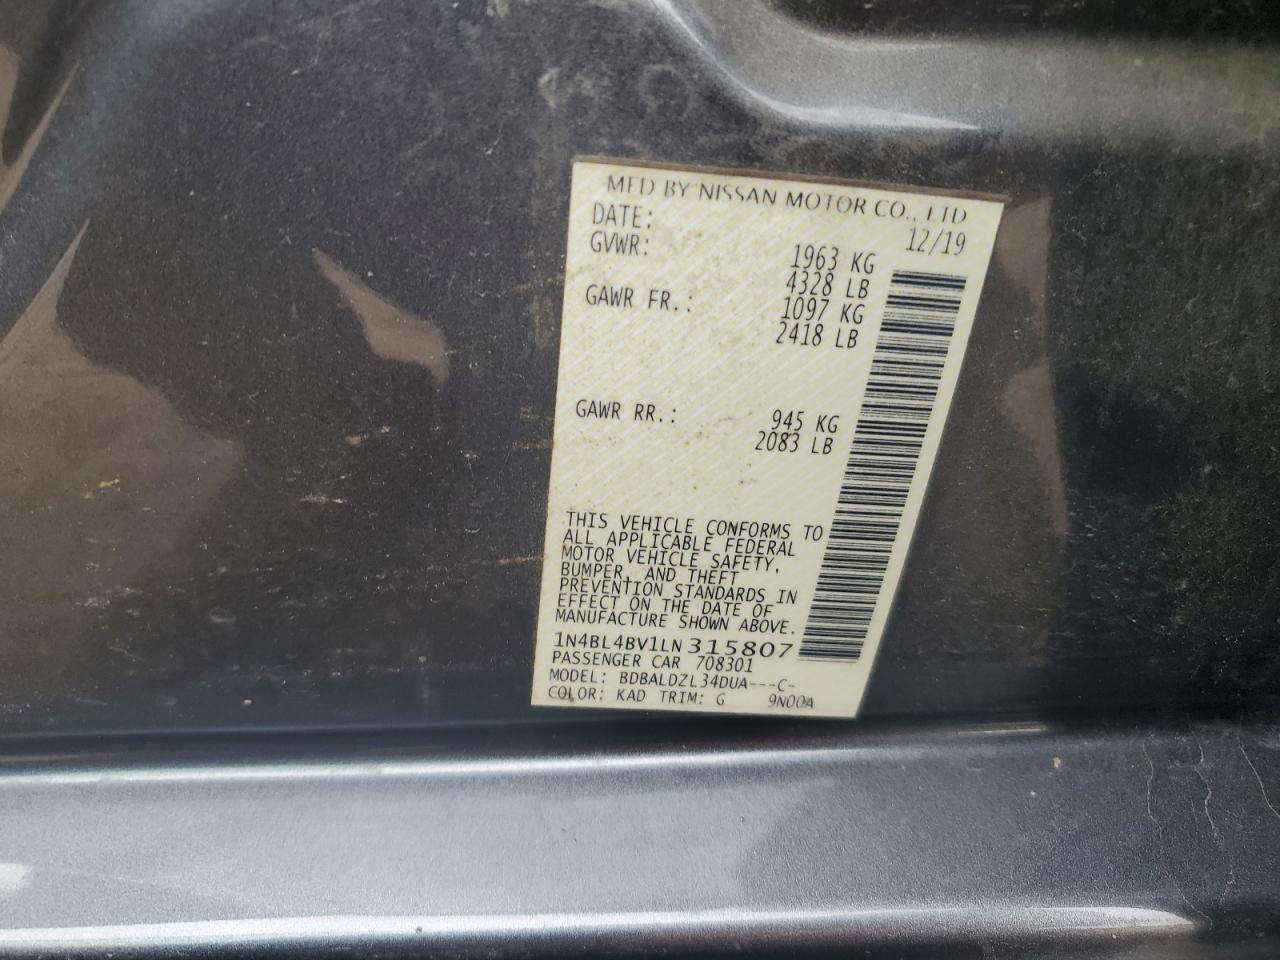 MFD BY NISSAN MOTOR CO., LTD
DATE: 12/19
GVWR: 1963 KG
4328 LB
GAWR FR.: 1097 KG
2418 LB
GAWR RR.: 945 KG
2083 LB
THIS VEHICLE CONFORMS TO
ALL APPLICABLE FEDERAL
MOTOR VEHICLE SAFETY,
BUMPER, AND THEFT
PREVENTION STANDARDS IN
EFFECT ON THE DATE OF
MANUFACTURE SHOWN ABOVE.
1N4BL4BV1LN315807
PASSENGER CAR 708301
MODEL: BDBALDZL34DUA---C-
COLOR: KAD TRIM: G 9N00A